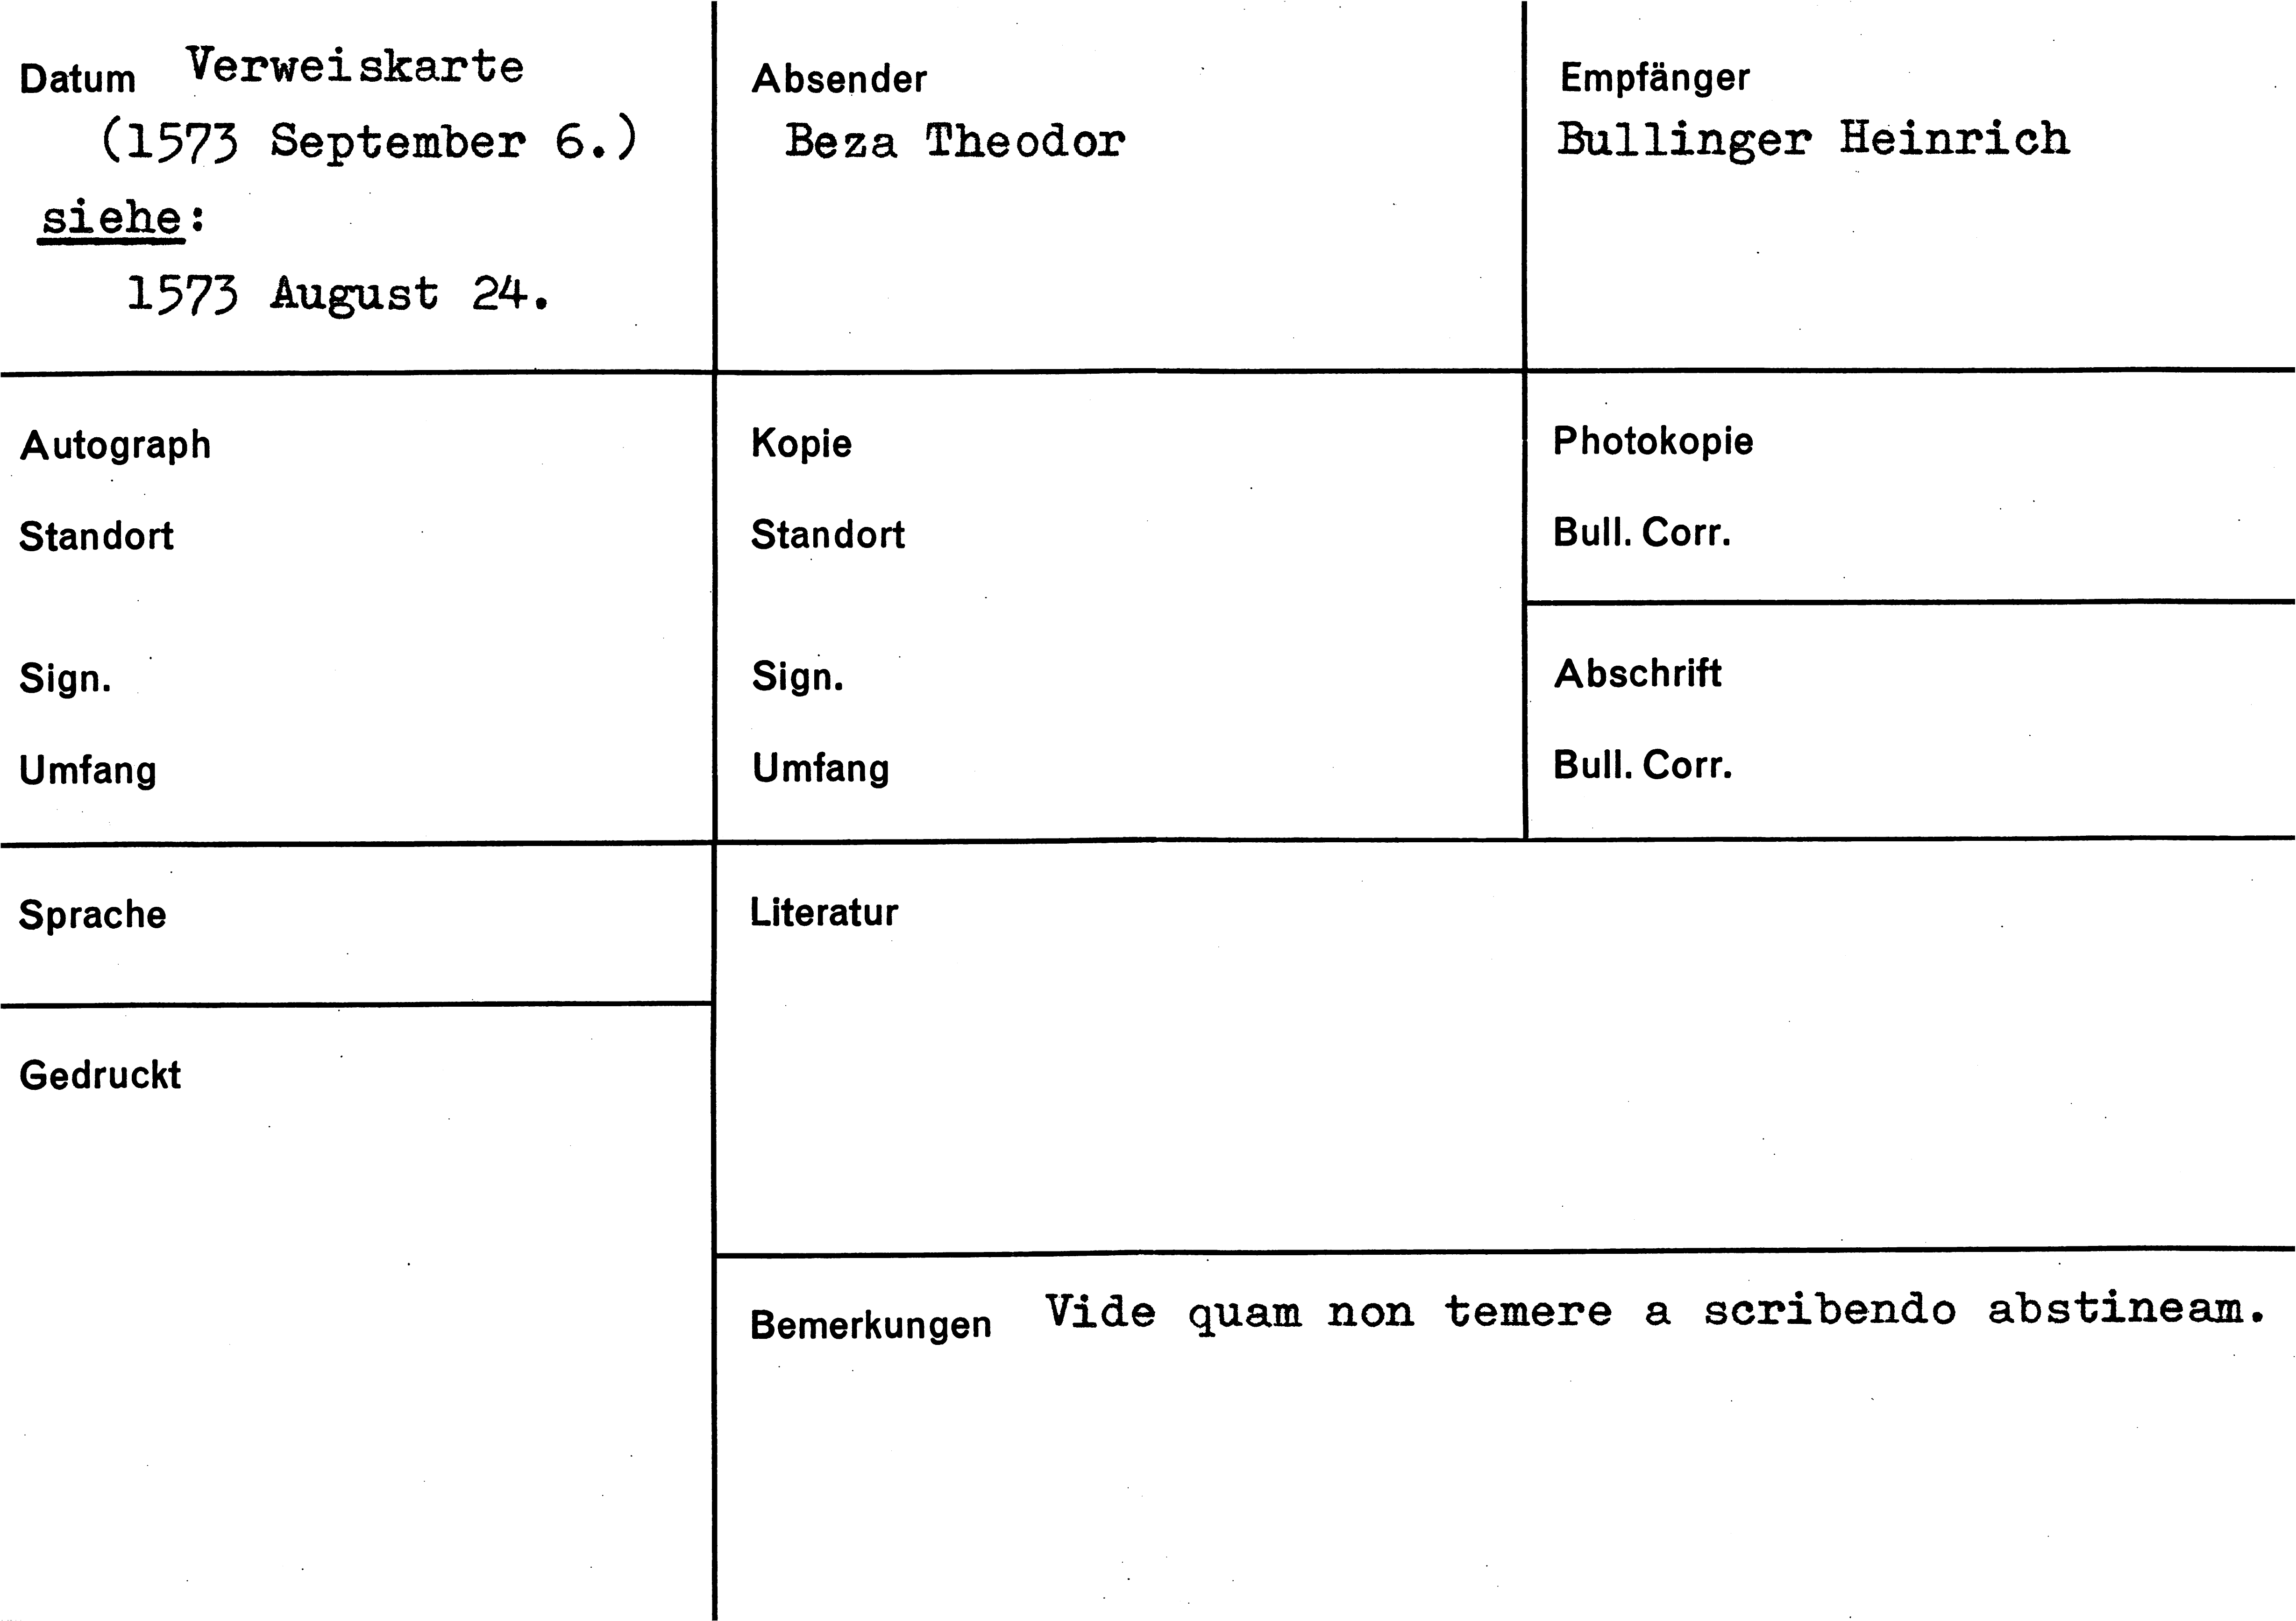 Datum Verweiskarte
(1573 September 6.)
siehe:
1573 August 24.
Absender
Beza Theodor
Empfänger
Bullinger Heinrich
Autograph
Standort
Sign.
Umfang
Kopie
Standort
Sign.
Umfang
Photokopie
Bull. Corr.
Abschrift
Bull. Corr.
Sprache
Gedruckt
Literatur
Bemerkungen Vide quam non temere a scribendo abstineam.